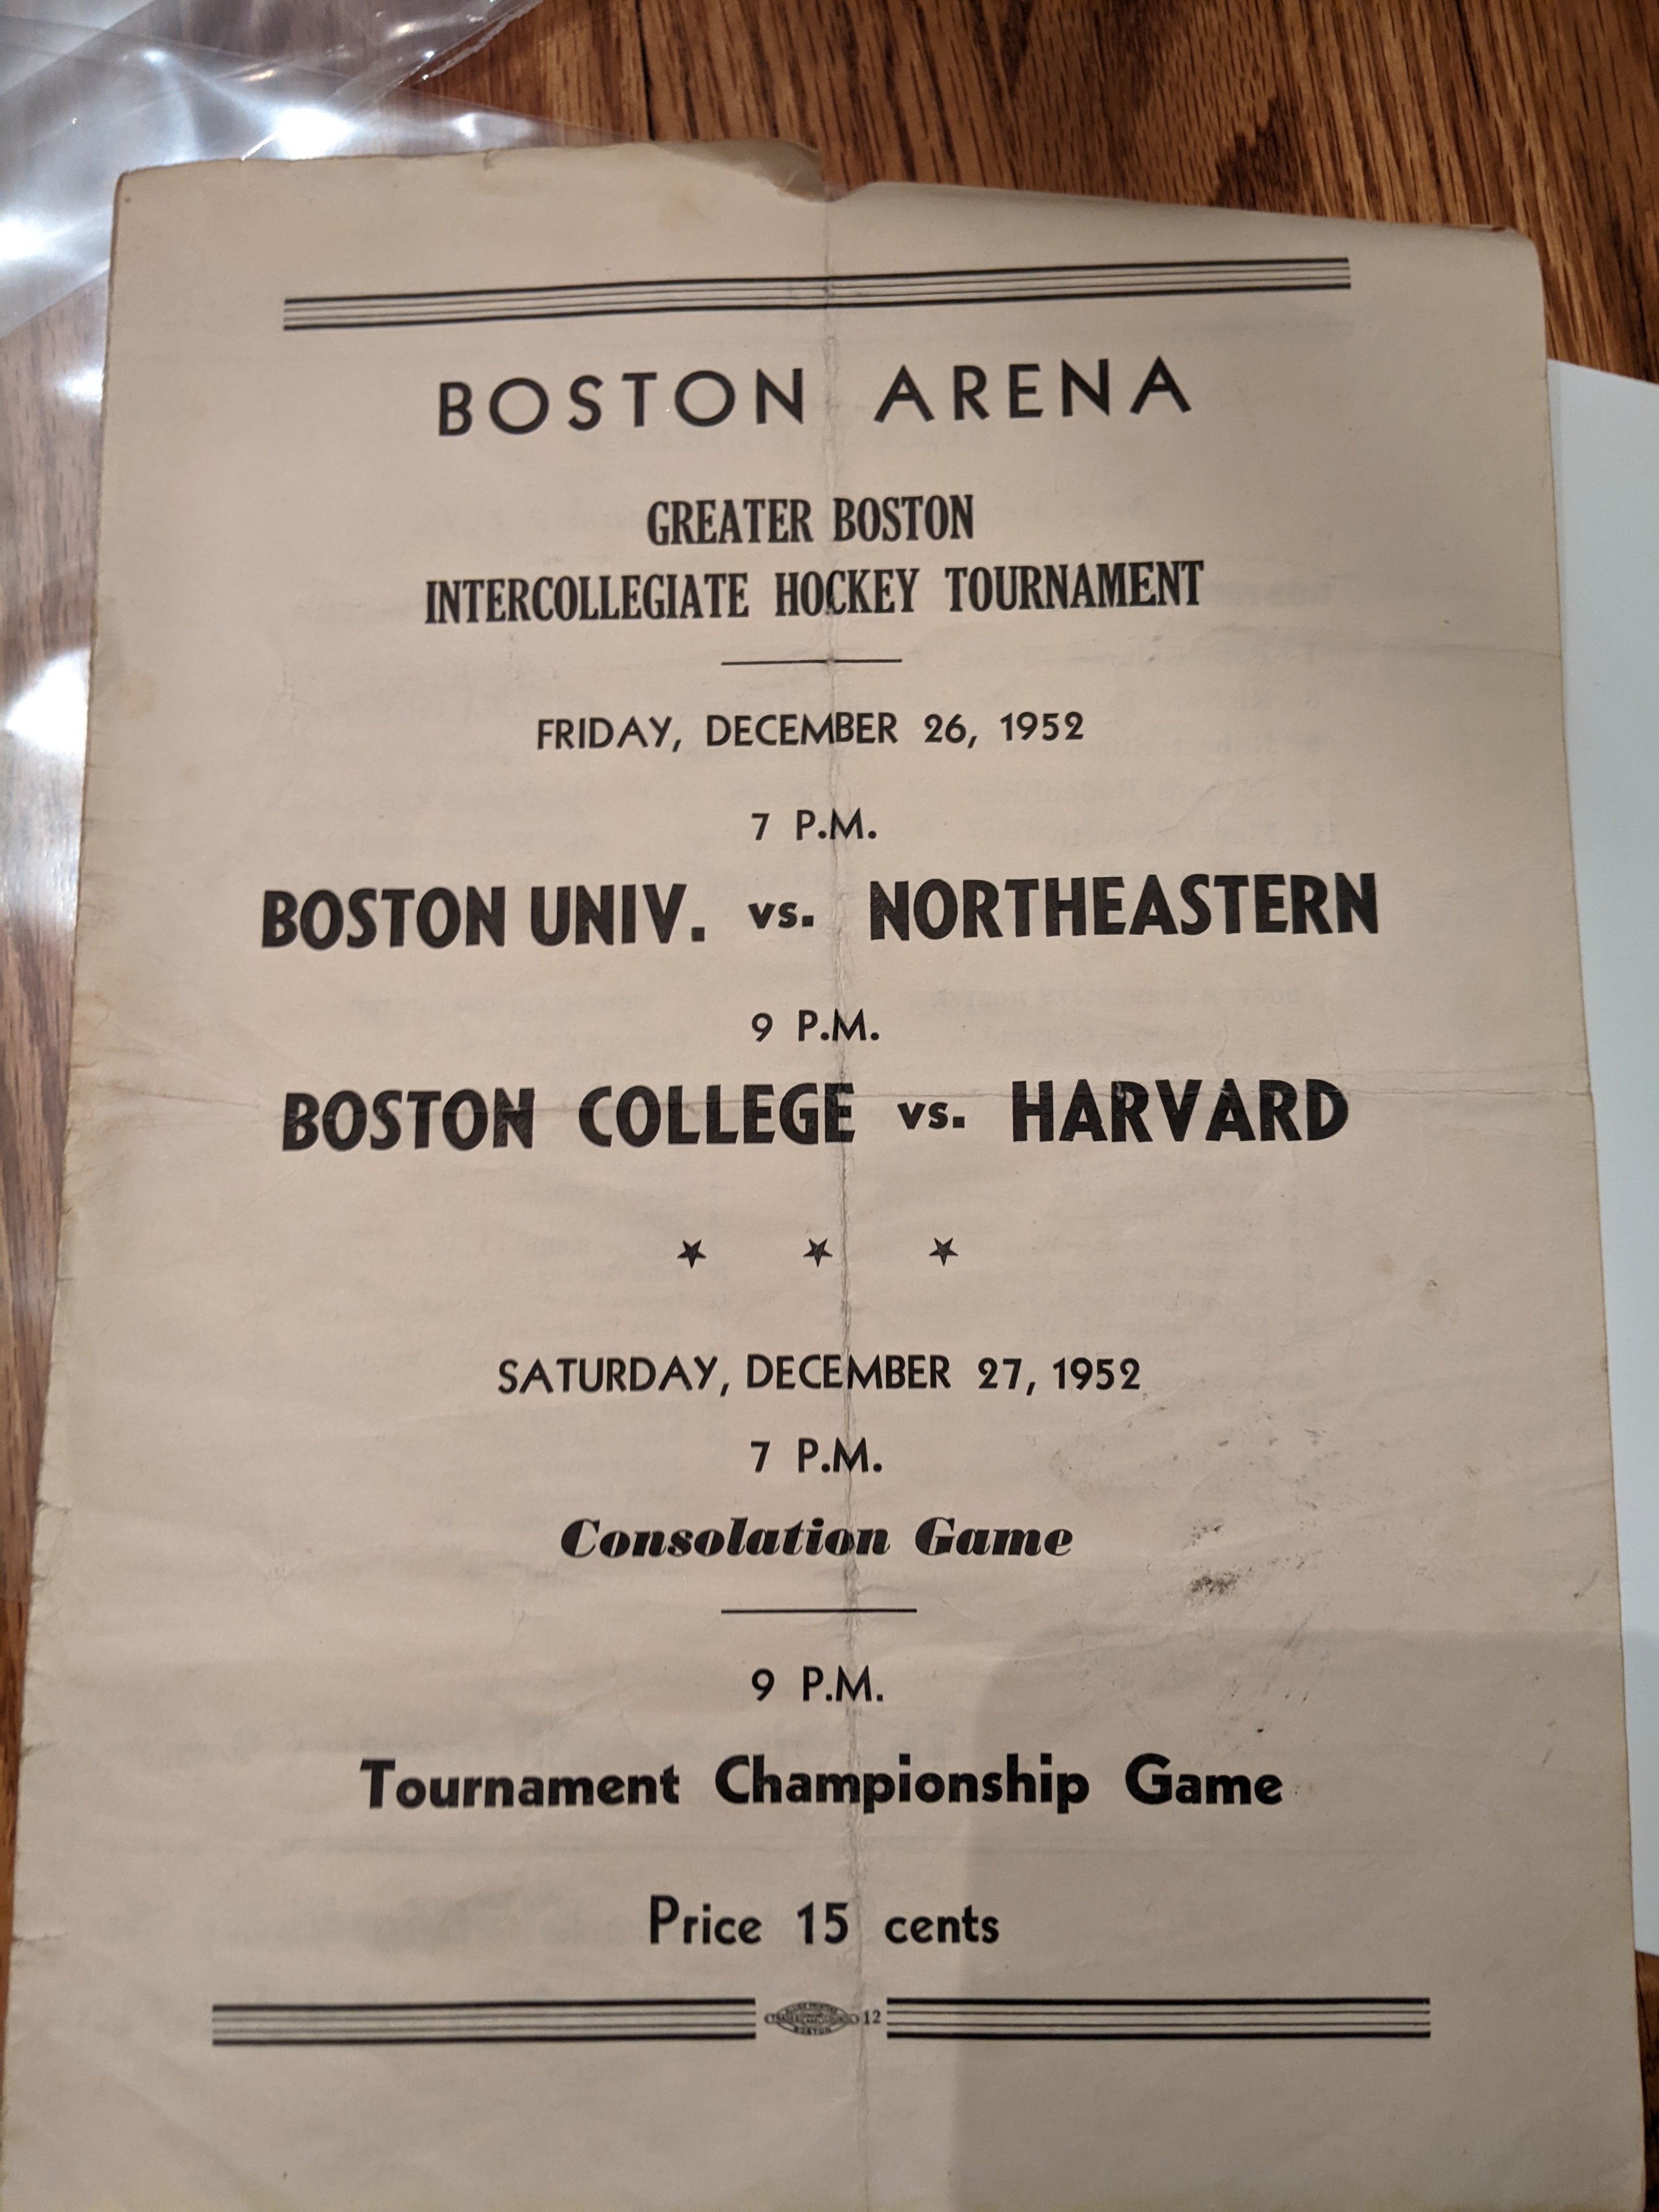 BOSTON ARENA
GREATER BOSTON
INTERCOLLEGIATE HOCKEY TOURNAMENT
FRIDAY, DECEMBER 26, 1952
7 P.M.
BOSTON UNIV. vs. NORTHEASTERN
9 P.M.
BOSTON COLLEGE vs. HARVARD
SATURDAY, DECEMBER 27, 1952
7 P.M.
Consolation Game
9 P.M.
Tournament Championship Game
Price 15 cents
12